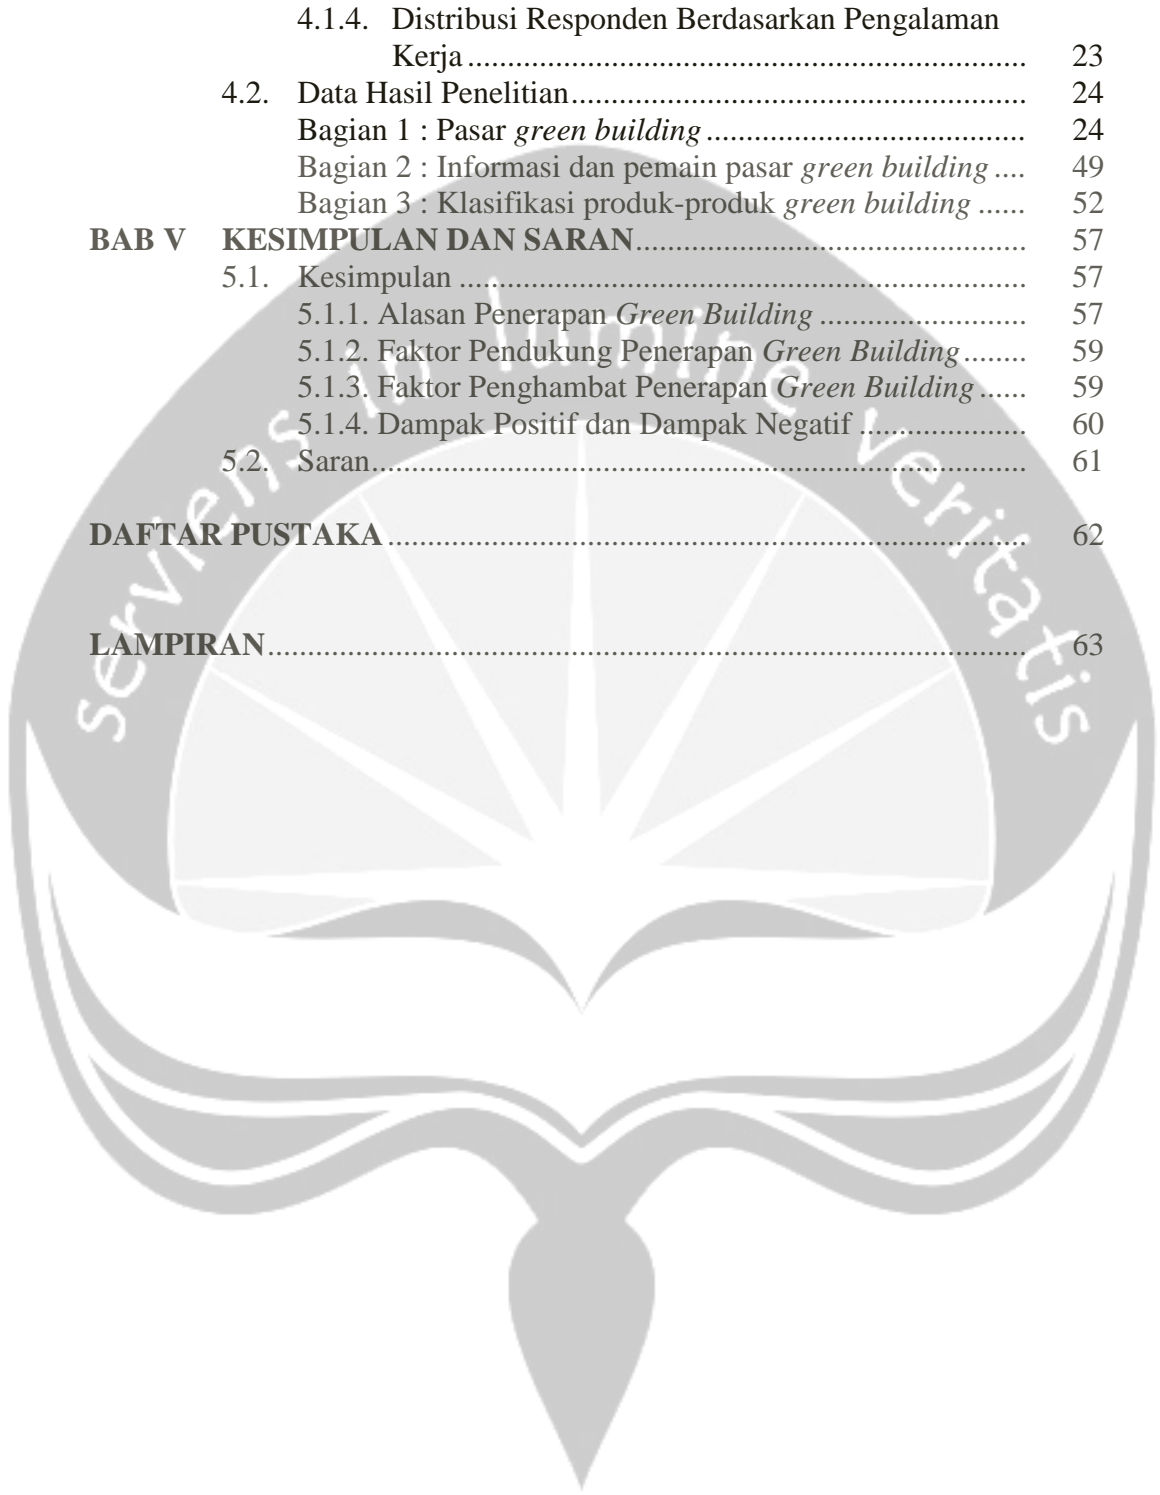 4.1.4. Distribusi Responden Berdasarkan Pengalaman
Kerja ...................................................................... 23
4.2. Data Hasil Penelitian......................................................... 24
Bagian 1 : Pasar green building ........................................ 24
Bagian 2 : Informasi dan pemain pasar green building .... 49
Bagian 3 : Klasifikasi produk-produk green building ...... 52
BAB V KESIMPULAN DAN SARAN................................................. 57
5.1. Kesimpulan ....................................................................... 57
5.1.1. Alasan Penerapan Green Building .......................... 57
5.1.2. Faktor Pendukung Penerapan Green Building........ 59
5.1.3. Faktor Penghambat Penerapan Green Building ...... 59
5.1.4. Dampak Positif dan Dampak Negatif ..................... 60
5.2. Saran.................................................................................. 61
DAFTAR PUSTAKA ................................................................................ 62
LAMPIRAN............................................................................................... 63
serviens in lumine veritatis